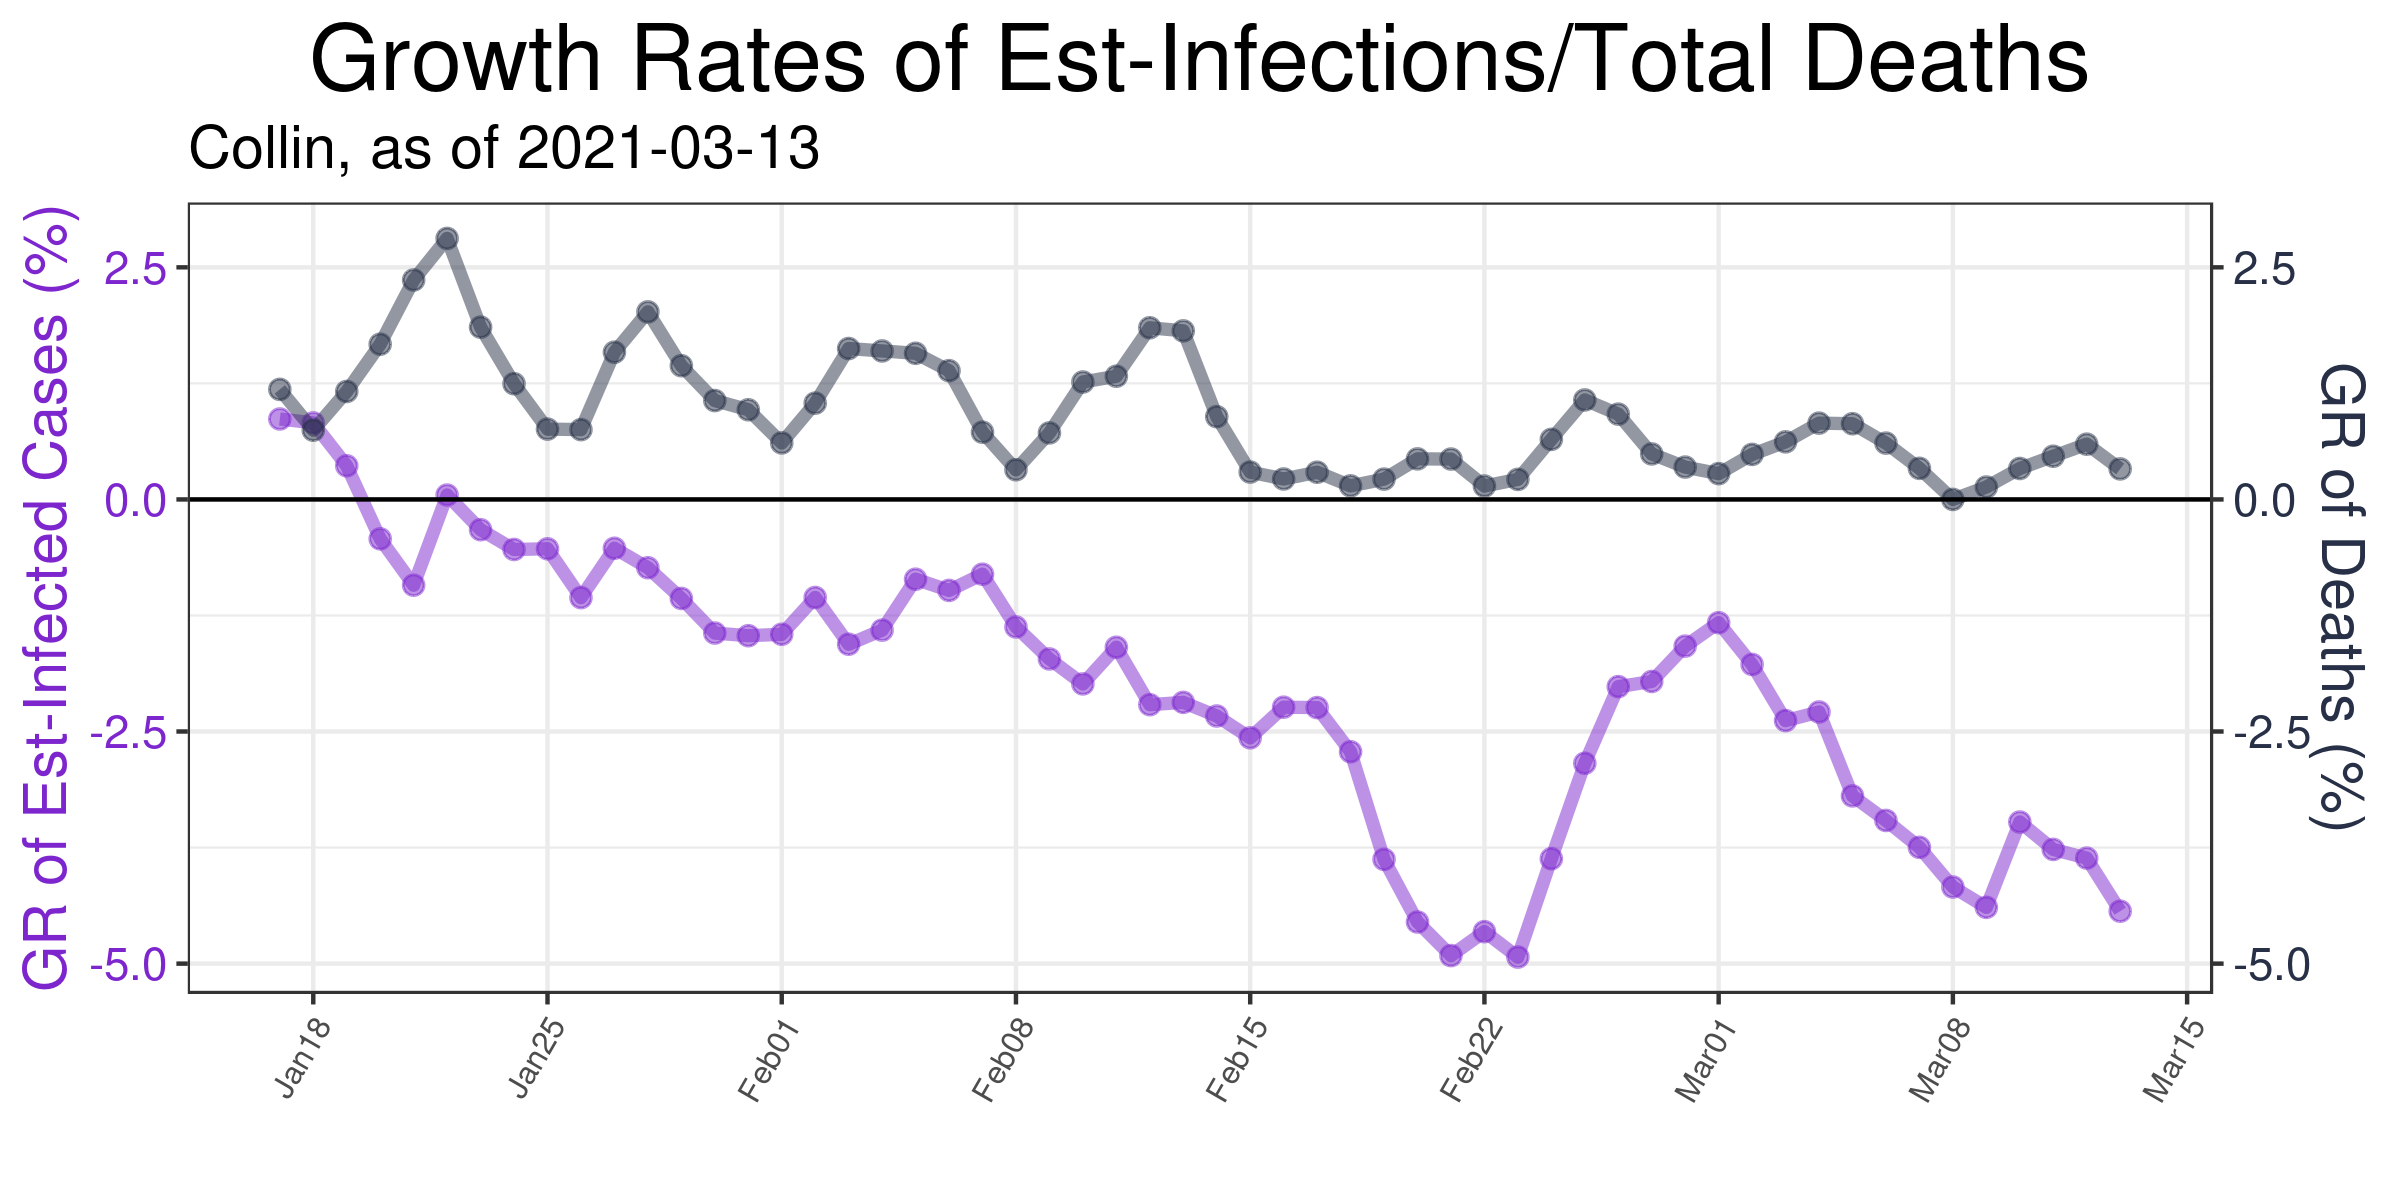 Growth Rates of Est-Infections/Total Deaths
Collin, as of 2021-03-13
GR of Est-Infected Cases (%)
2.5
0.0
-2.5
-5.0
2.5
0.0
-2.5
-5.0
GR of Deaths (%)
Jan18
Jan25
Feb01
Feb08
Feb15
Feb22
Mar01
Mar08
Mar15